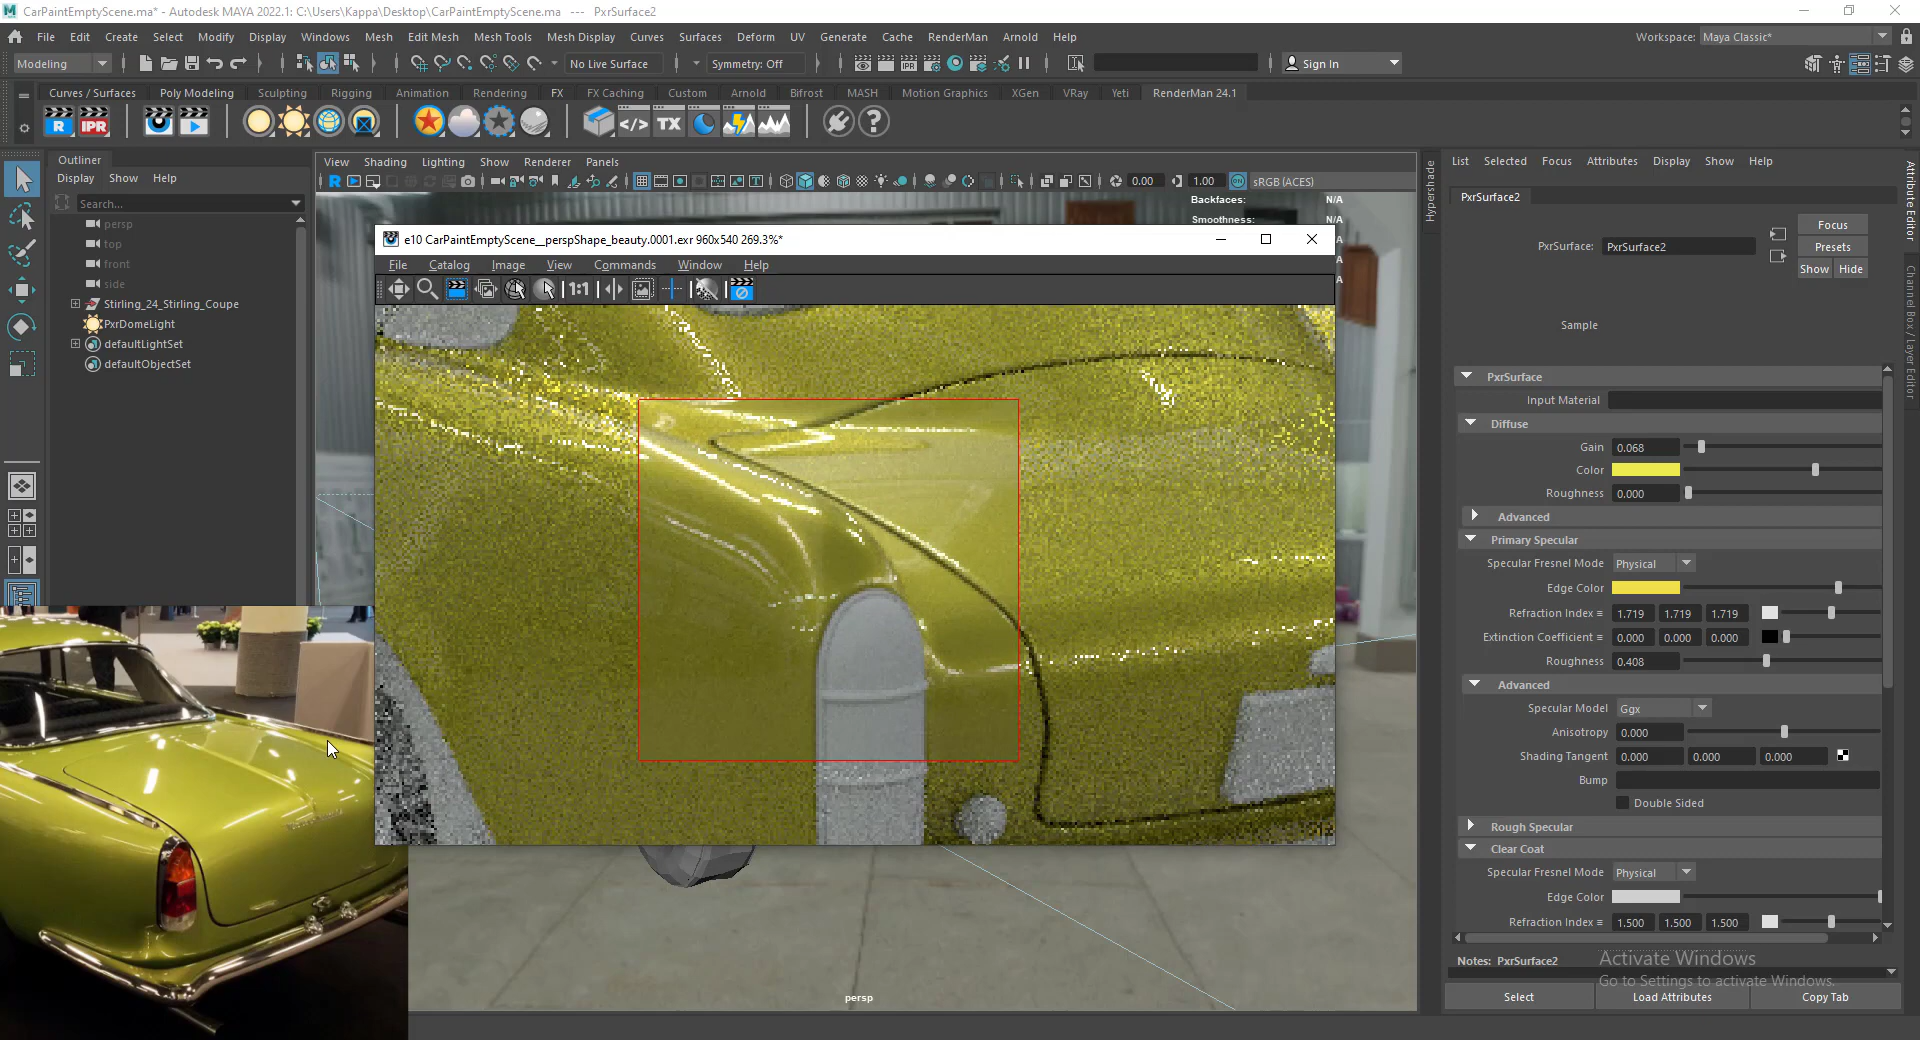 CarPaintEmptyScene.ma* - Autodesk MAYA 2022.1: C:\Users\Kappa\Desktop\CarPaintEmptyScene.ma --- PxrSurface2
File Edit Create Select Modify Display Windows Mesh Edit Mesh Mesh Tools Mesh Display Curves Surfaces Deform UV Generate Cache RenderMan Arnold Help Workspace: Maya Classic*
Modeling No Live Surface Symmetry: Off Sign In
Curves / Surfaces Poly Modeling Sculpting Rigging Animation Rendering FX FX Caching Custom Arnold Bifrost MASH Motion Graphics XGen VRay Yeti RenderMan 24.1
R IPR </> TX ?
Outliner
Display Show Help
Search...
persp
top
front
side
Stirling_24_Stirling_Coupe
PxrDomeLight
defaultLightSet
defaultObjectSet
View Shading Lighting Show Renderer Panels
0.00 1.00 sRGB (ACES)
Backfaces: N/A
Smoothness: N/A
e10 CarPaintEmptyScene__perspShape_beauty.0001.exr 960x540 269.3%*
File Catalog Image View Commands Window Help
1:1
persp
Hypershade
List Selected Focus Attributes Display Show Help
PxrSurface2
PxrSurface: PxrSurface2
Focus
Presets
Show Hide
Sample
PxrSurface
Input Material
Diffuse
Gain 0.068
Color
Roughness 0.000
Advanced
Primary Specular
Specular Fresnel Mode Physical
Edge Color
Refraction Index = 1.719 1.719 1.719
Extinction Coefficient = 0.000 0.000 0.000
Roughness 0.408
Advanced
Specular Model Ggx
Anisotropy 0.000
Shading Tangent 0.000 0.000 0.000
Bump
Double Sided
Rough Specular
Clear Coat
Specular Fresnel Mode Physical
Edge Color
Refraction Index = 1.500 1.500 1.500
Notes: PxrSurface2
Activate Windows
Go to Settings to activate Windows.
Select Load Attributes Copy Tab
Attribute Editor
Channel Box / Layer Editor